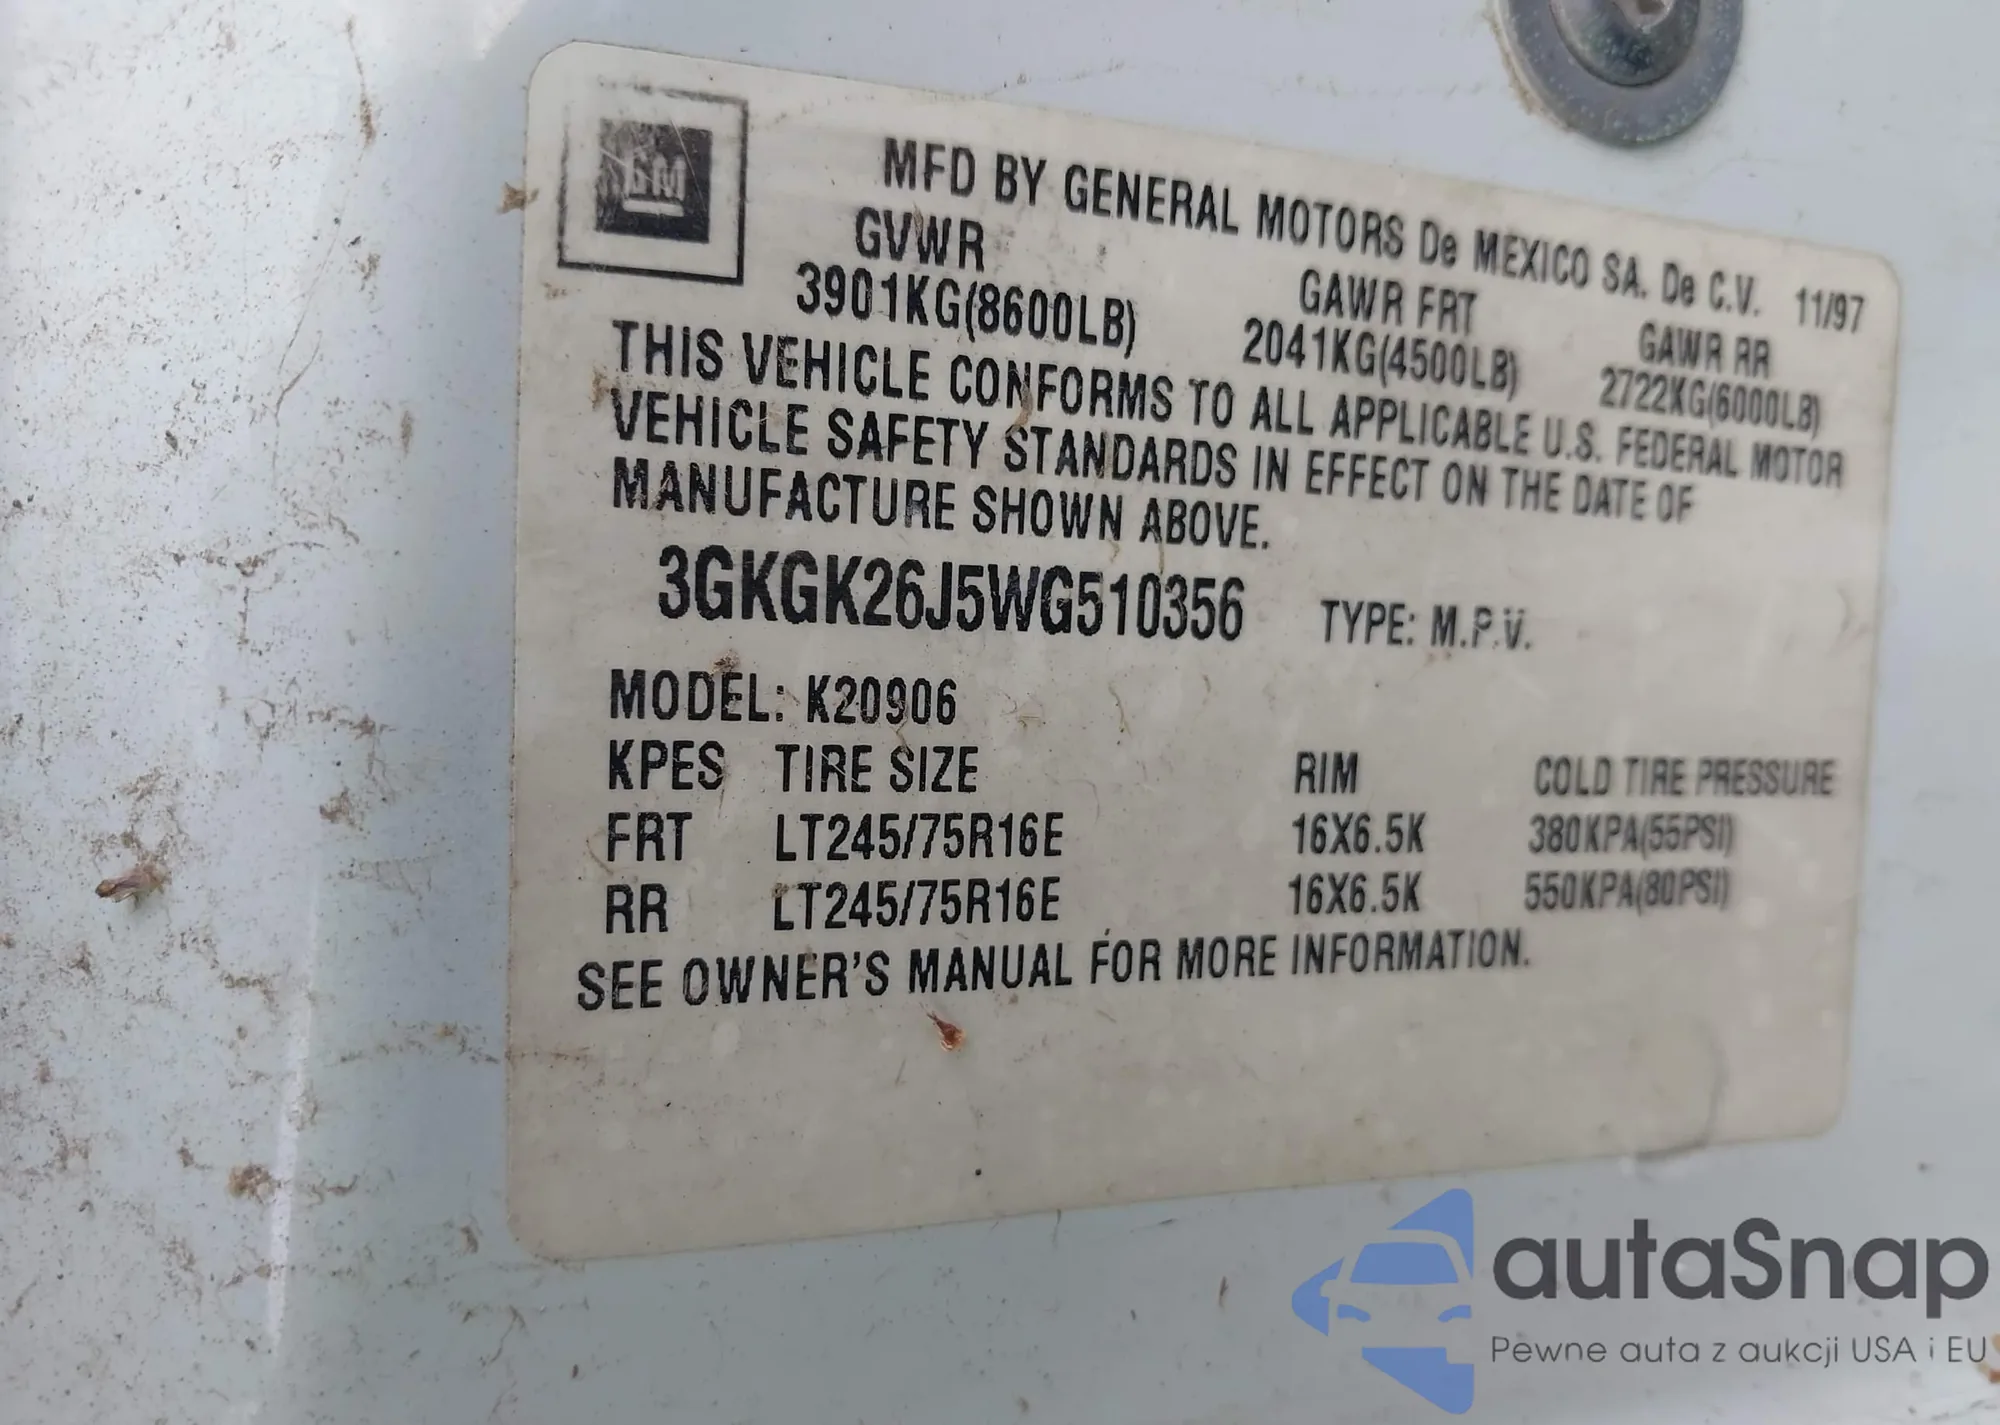 GM
MFD BY GENERAL MOTORS De MEXICO SA. De C.V. 11/97
GVWR GAWR FRT GAWR RR
3901KG(8600LB) 2041KG(4500LB) 2722KG(6000LB)
THIS VEHICLE CONFORMS TO ALL APPLICABLE U.S. FEDERAL MOTOR
VEHICLE SAFETY STANDARDS IN EFFECT ON THE DATE OF
MANUFACTURE SHOWN ABOVE.
3GKGK26J5WG510356 TYPE: M.P.V.
MODEL: K20906
KPES TIRE SIZE RIM COLD TIRE PRESSURE
FRT LT245/75R16E 16X6.5K 380KPA(55PSI)
RR LT245/75R16E 16X6.5K 550KPA(80PSI)
SEE OWNER'S MANUAL FOR MORE INFORMATION.
autaSnap
Pewne auta z aukcji USA i EU